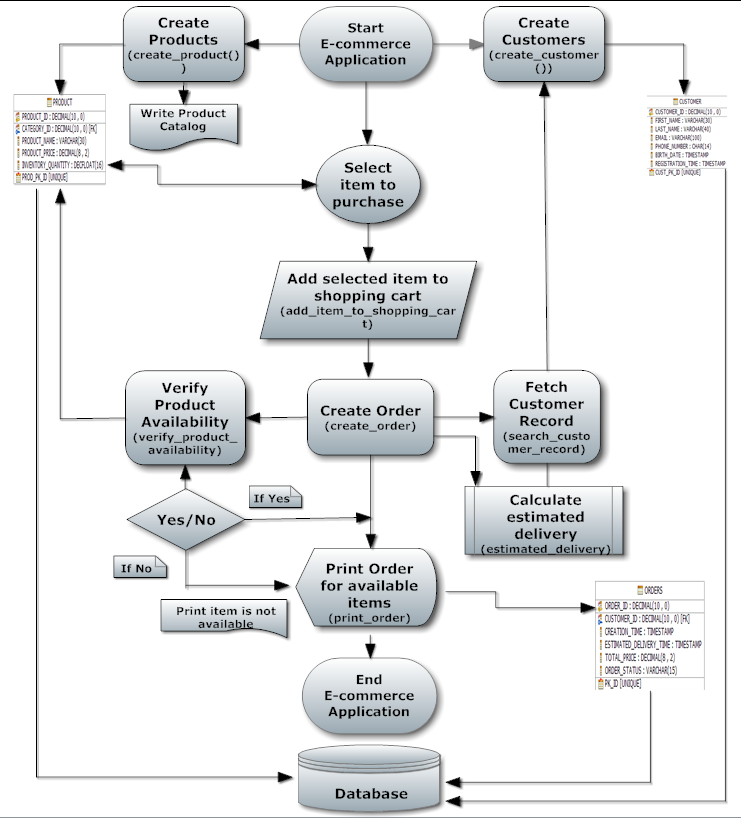 Create
Products
(create_product()
)
Start
E-commerce
Application
Create
Customers
(create_customer
())
PRODUCT
PRODUCT_ID : DECIMAL(10 , 0)
CATEGORY_ID : DECIMAL(10 , 0) [FK]
PRODUCT_NAME : VARCHAR(30)
PRODUCT_PRICE : DECIMAL(8 , 2)
INVENTORY_QUANTITY : DECFLOAT(16)
PROD_PK_ID [UNIQUE]
Write Product
Catalog
CUSTOMER
CUSTOMER_ID : DECIMAL(10 , 0)
FIRST_NAME : VARCHAR(30)
LAST_NAME : VARCHAR(40)
EMAIL : VARCHAR(100)
PHONE_NUMBER : CHAR(14)
BIRTH_DATE : TIMESTAMP
REGISTRATION_TIME : TIMESTAMP
CUST_PK_ID [UNIQUE]
Select
item to
purchase
Add selected item to
shopping cart
(add_item_to_shopping_car
t)
Verify
Product
Availability
(verify_product_
availability)
Create Order
(create_order)
Fetch
Customer
Record
(search_custo
mer_record)
If Yes
Yes/No
Calculate
estimated
delivery
(estimated_delivery)
If No
Print Order
for available
items
(print_order)
Print item is not
available
ORDERS
ORDER_ID : DECIMAL(10 , 0)
CUSTOMER_ID : DECIMAL(10 , 0) [FK]
CREATION_TIME : TIMESTAMP
ESTIMATED_DELIVERY_TIME : TIMESTAMP
TOTAL_PRICE : DECIMAL(8 , 2)
ORDER_STATUS : VARCHAR(15)
PK_ID [UNIQUE]
End
E-commerce
Application
Database